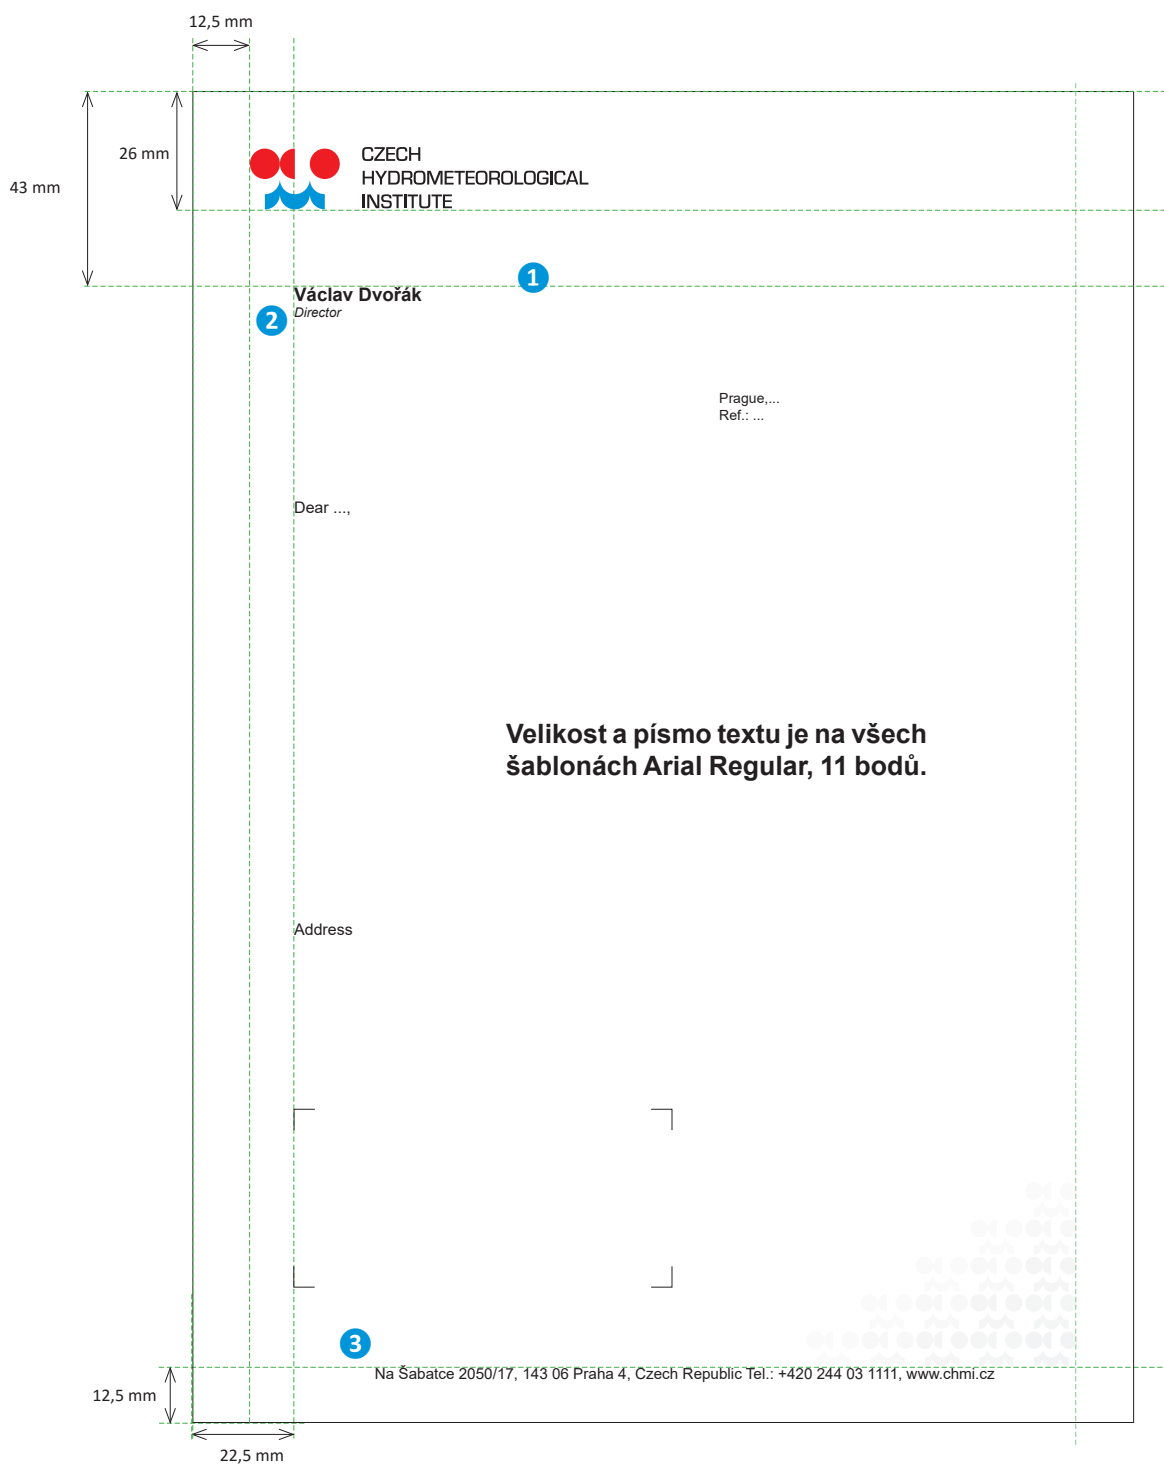 12,5 mm
26 mm
43 mm
CZECH
HYDROMETEOROLOGICAL
INSTITUTE
1
Václav Dvořák
2
Director
Prague,...
Ref.: ...
Dear ...,
Velikost a písmo textu je na všech
šablonách Arial Regular, 11 bodů.
Address
3
Na Šabatce 2050/17, 143 06 Praha 4, Czech Republic Tel.: +420 244 03 1111, www.chmi.cz
12,5 mm
22,5 mm